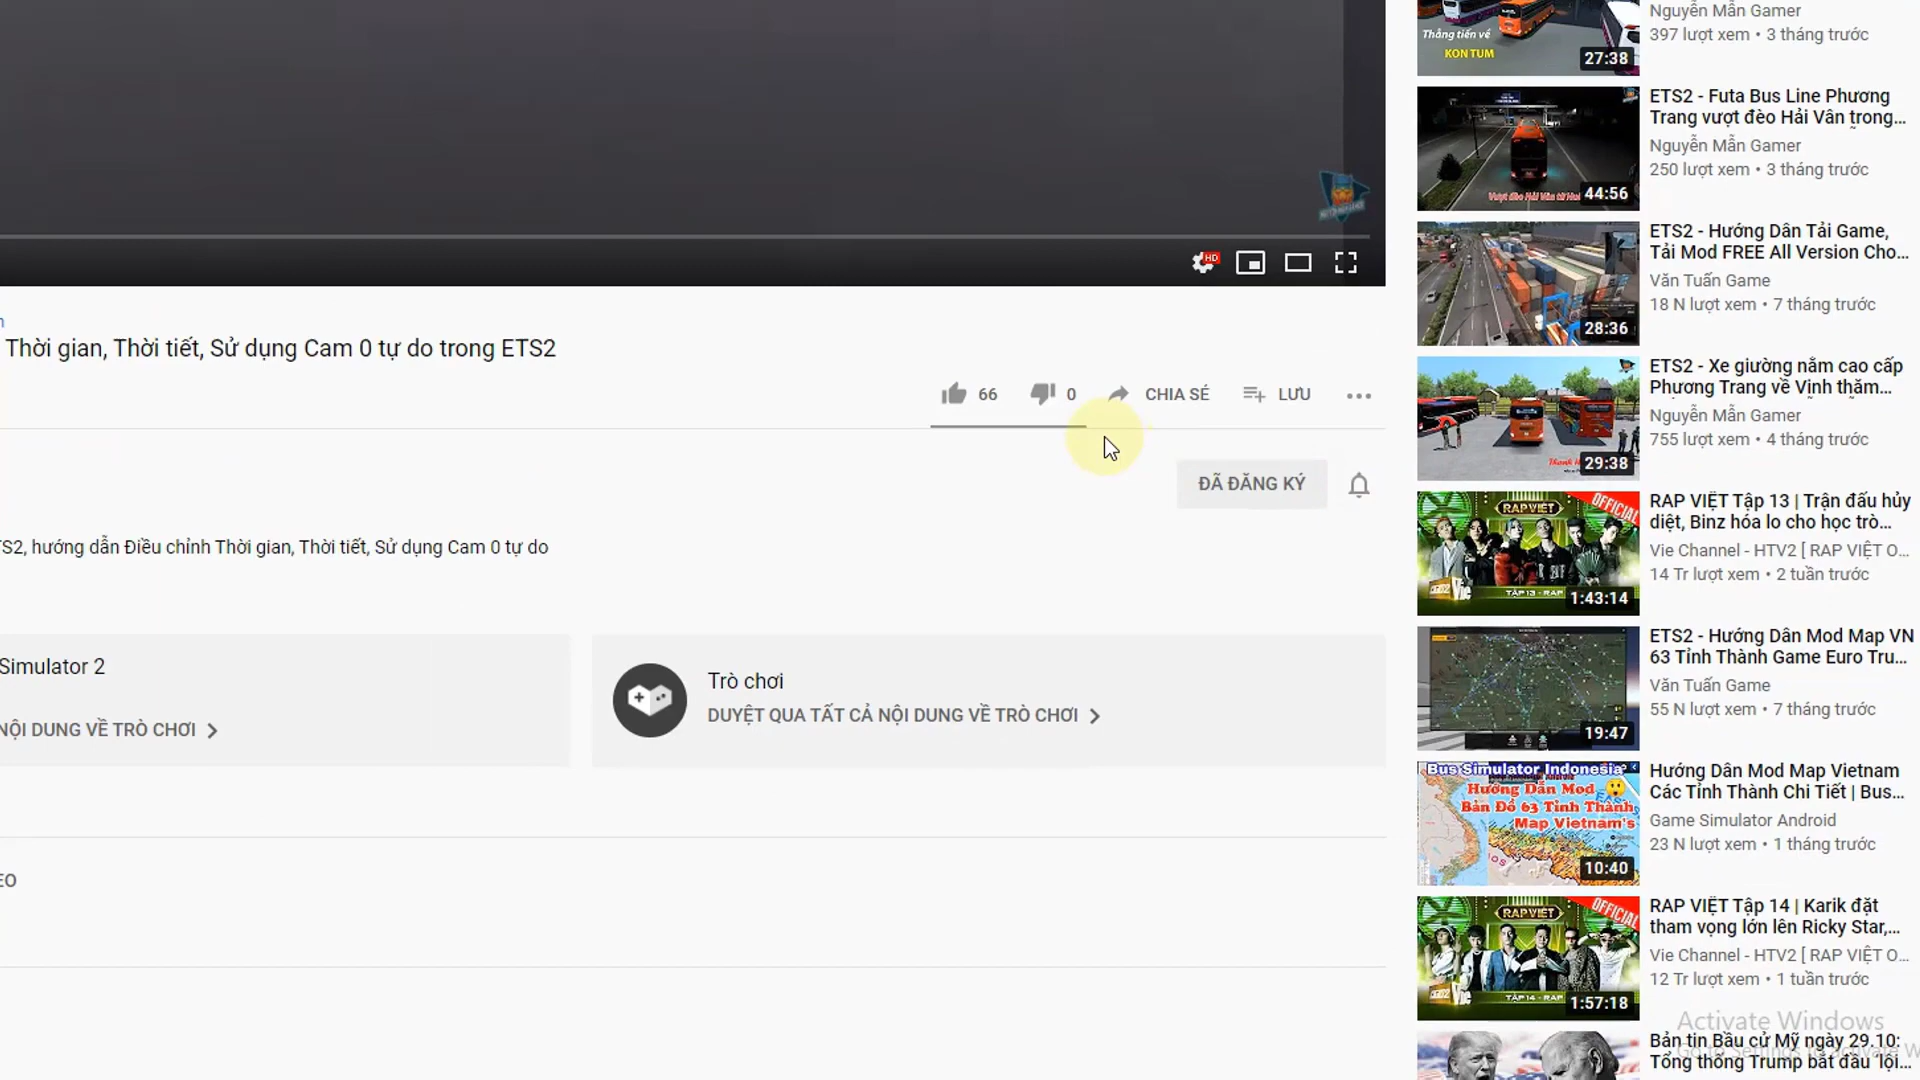 HD
Thời gian, Thời tiết, Sử dụng Cam 0 tự do trong ETS2
66
0
CHIA SẺ
LƯU
ĐÃ ĐĂNG KÝ
TS2, hướng dẫn Điều chỉnh Thời gian, Thời tiết, Sử dụng Cam 0 tự do
Simulator 2
NỘI DUNG VỀ TRÒ CHƠI
Trò chơi
DUYỆT QUA TẤT CẢ NỘI DUNG VỀ TRÒ CHƠI
EO
Thẳng tiến về
KON TUM
27:38
Nguyễn Mẫn Gamer
397 lượt xem • 3 tháng trước
44:56
ETS2 - Futa Bus Line Phương
Trang vượt đèo Hải Vân trong...
Nguyễn Mẫn Gamer
250 lượt xem • 3 tháng trước
28:36
ETS2 - Hướng Dẫn Tải Game,
Tải Mod FREE All Version Cho...
Văn Tuấn Game
18 N lượt xem • 7 tháng trước
29:38
ETS2 - Xe giường nằm cao cấp
Phương Trang về Vinh thăm...
Nguyễn Mẫn Gamer
755 lượt xem • 4 tháng trước
OFFICIAL
RAP VIỆT
TẬP 13 - RAP
1:43:14
RAP VIỆT Tập 13 | Trận đấu hủy
diệt, Binz hóa lo cho học trò...
Vie Channel - HTV2 [ RAP VIỆT O...
14 Tr lượt xem • 2 tuần trước
19:47
ETS2 - Hướng Dẫn Mod Map VN
63 Tỉnh Thành Game Euro Tru...
Văn Tuấn Game
55 N lượt xem • 7 tháng trước
Bus Simulator Indonesia
Hướng Dẫn Mod
Bản Đồ 63 Tỉnh Thành
Map Vietnam's
10:40
Hướng Dẫn Mod Map Vietnam
Các Tỉnh Thành Chi Tiết | Bus...
Game Simulator Android
23 N lượt xem • 1 tháng trước
OFFICIAL
RAP VIỆT
TẬP 14 - RAP
1:57:18
RAP VIỆT Tập 14 | Karik đặt
tham vọng lớn lên Ricky Star,...
Vie Channel - HTV2 [ RAP VIỆT O...
12 Tr lượt xem • 1 tuần trước
Activate Windows
Bản tin Bầu cử Mỹ ngày 29.10:
Tổng thống Trump bắt đầu 'lội...